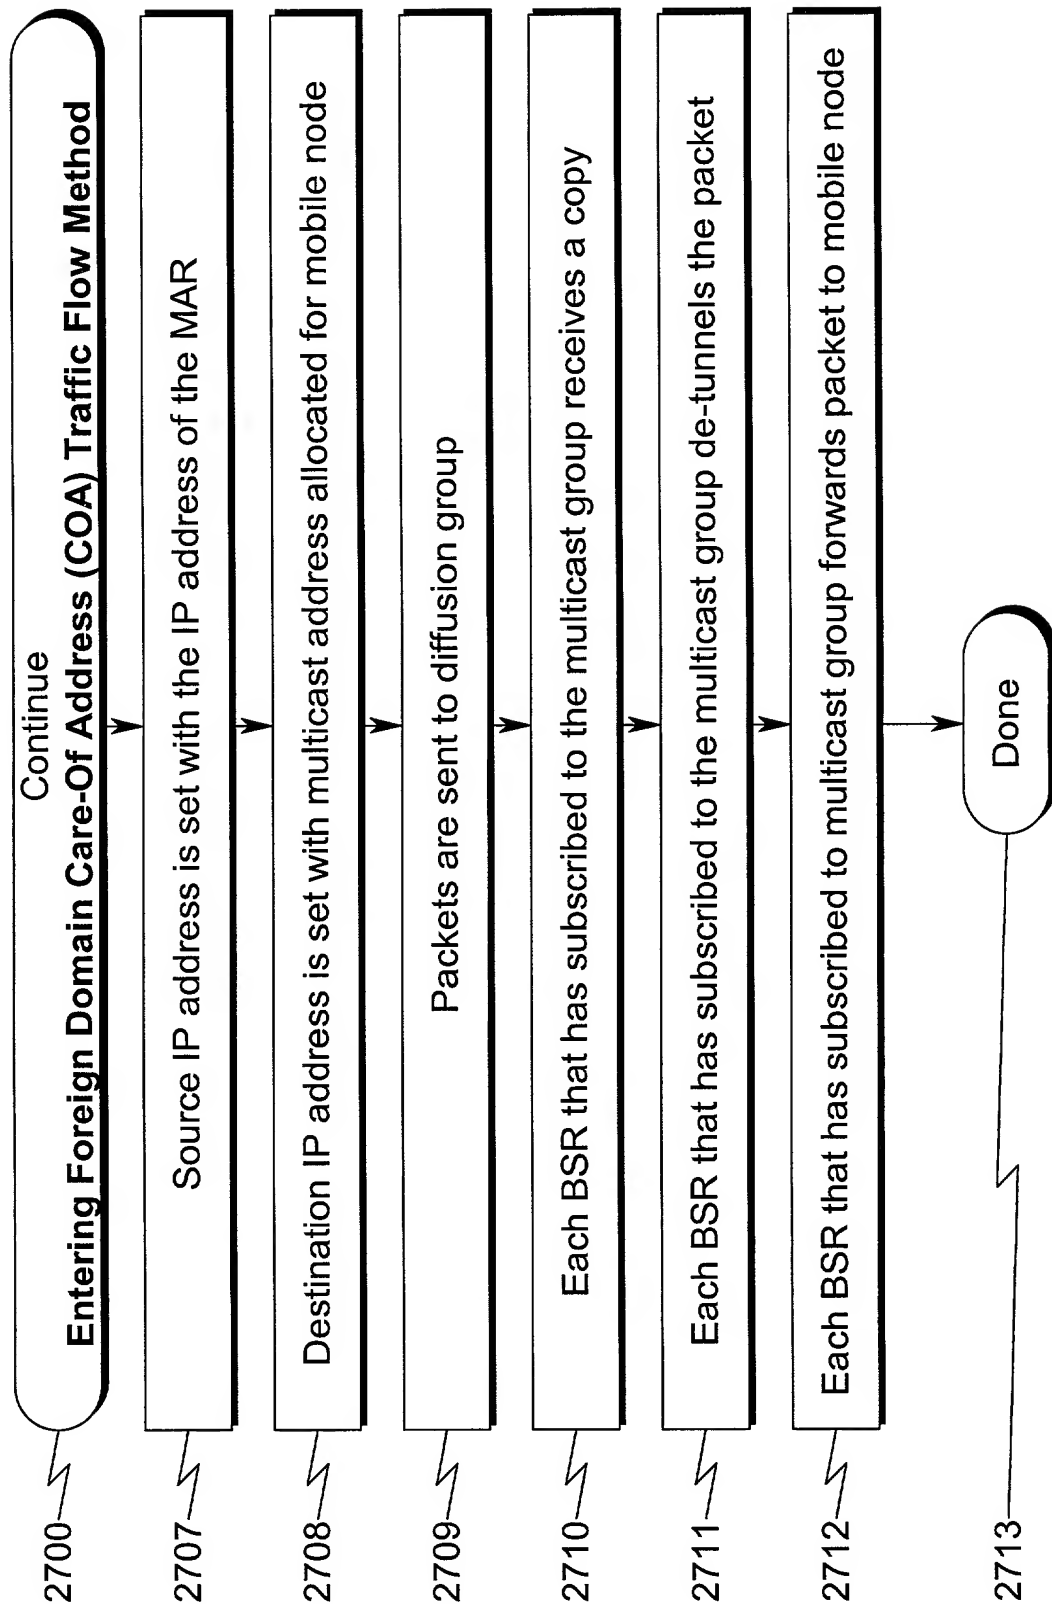 Continue
Entering Foreign Domain Care-Of Address (COA) Traffic Flow Method
2700
Source IP address is set with the IP address of the MAR
2707
Destination IP address is set with multicast address allocated for mobile node
2708
Packets are sent to diffusion group
2709
Each BSR that has subscribed to the multicast group receives a copy
2710
Each BSR that has subscribed to the multicast group de-tunnels the packet
2711
Each BSR that has subscribed to multicast group forwards packet to mobile node
2712
Done
2713